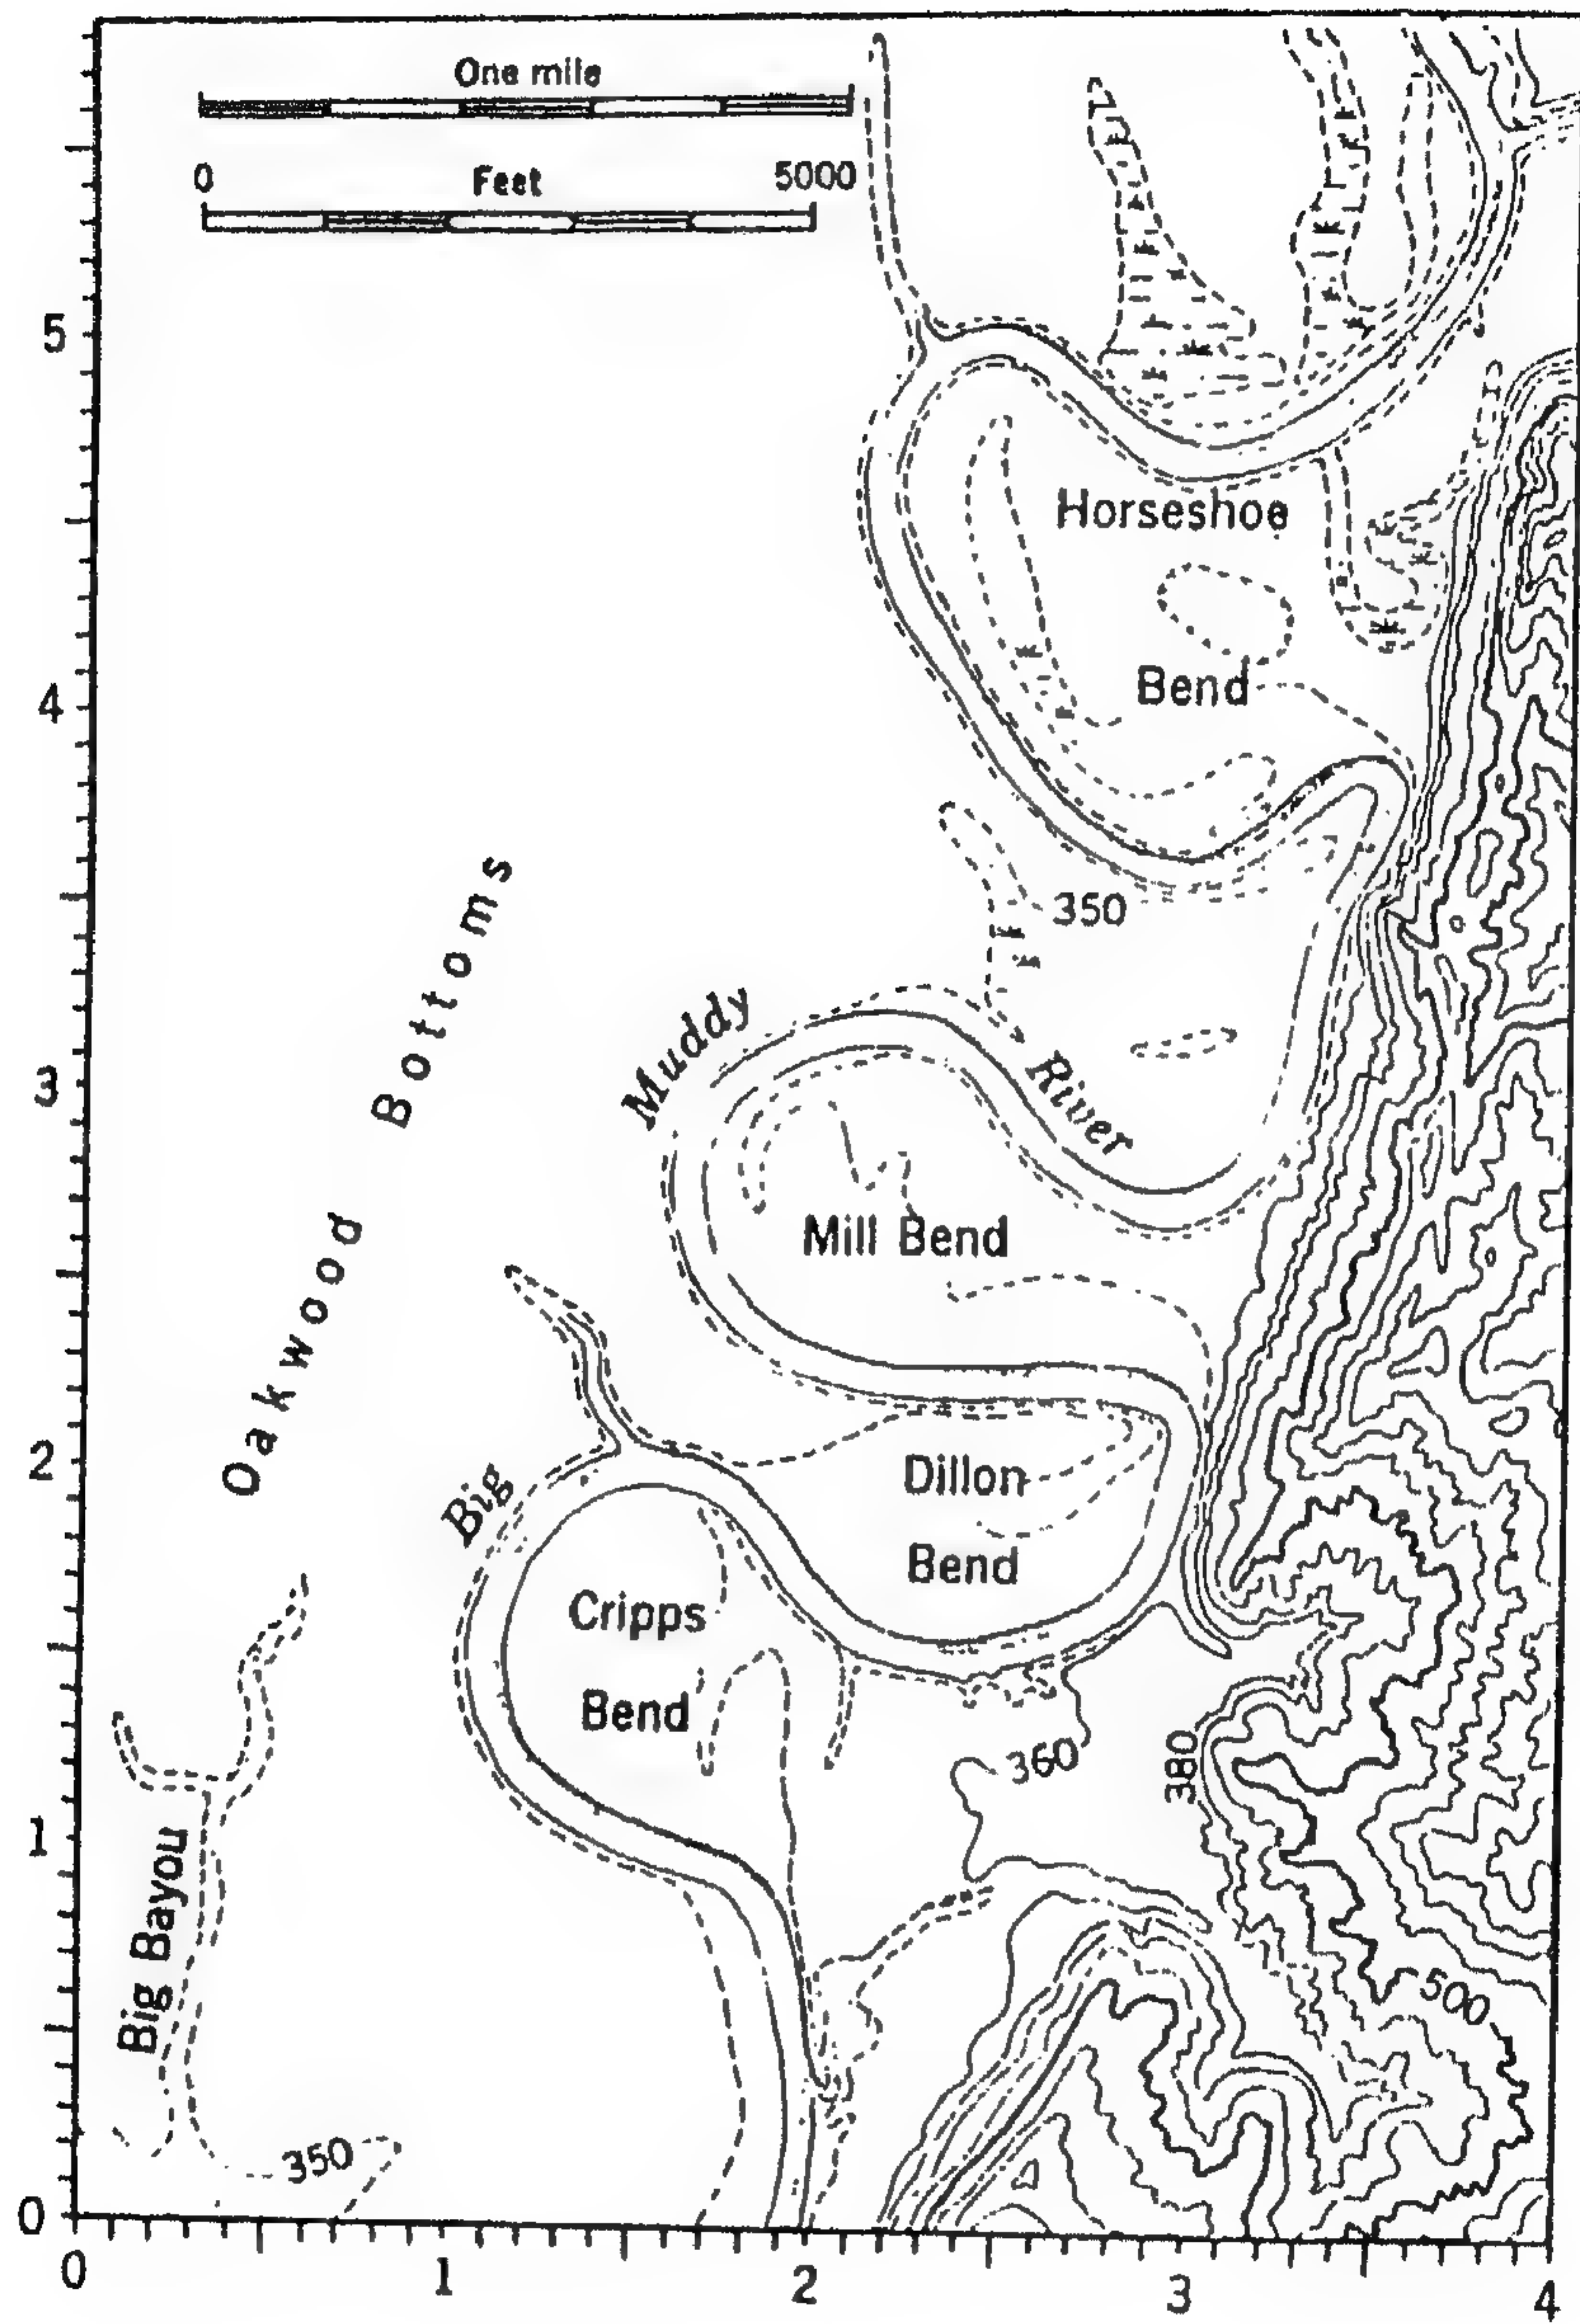 One mile
0 Feet 5000
5
Horseshoe
Bend
4
350
Oakwood Bottoms
Muddy River
3
Mill Bend
2
Dillon
Bend
Big
Cripps
Bend
360
380
1
Big Bayou
500
350
0
0 1 2 3 4